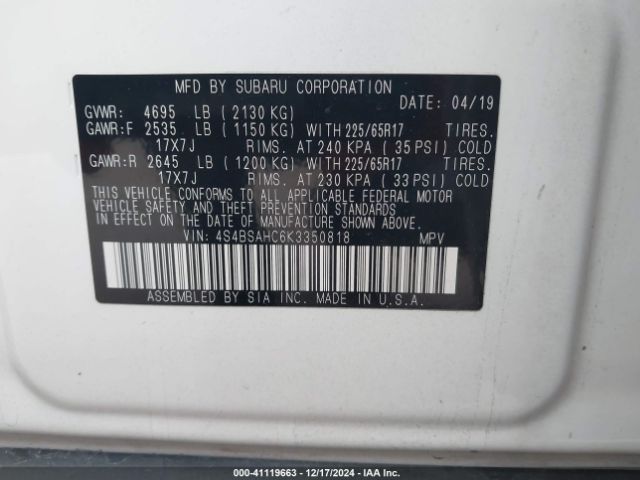 MFD BY SUBARU CORPORATION
DATE: 04/19
GVWR: 4695 LB ( 2130 KG)
GAWR:F 2535 LB ( 1150 KG) WITH 225/65R17 TIRES.
17X7J RIMS. AT 240 KPA ( 35 PSI) COLD
GAWR:R 2645 LB ( 1200 KG) WITH 225/65R17 TIRES.
17X7J RIMS. AT 230 KPA ( 33 PSI) COLD
THIS VEHICLE CONFORMS TO ALL APPLICABLE FEDERAL MOTOR
VEHICLE SAFETY AND THEFT PREVENTION STANDARDS
IN EFFECT ON THE DATE OF MANUFACTURE SHOWN ABOVE.
VIN: 4S4BSAHC6K3350818 MPV
ASSEMBLED BY SIA INC. MADE IN U.S.A.
000-41119663 - 12/17/2024 - IAA Inc.